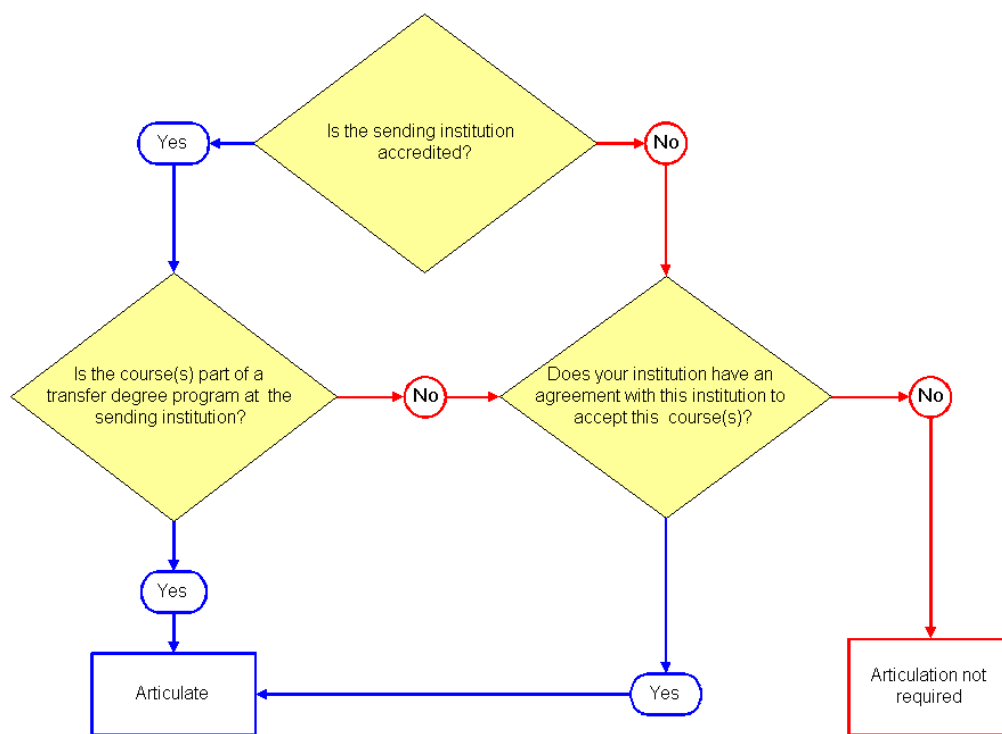 Is the sending institution
accredited?
Yes
No
Is the course(s) part of a
transfer degree program at  the
sending institution?
No
Does your institution have an
agreement with this institution to
accept this  course(s)?
No
Yes
Articulate
Yes
Articulation not
required